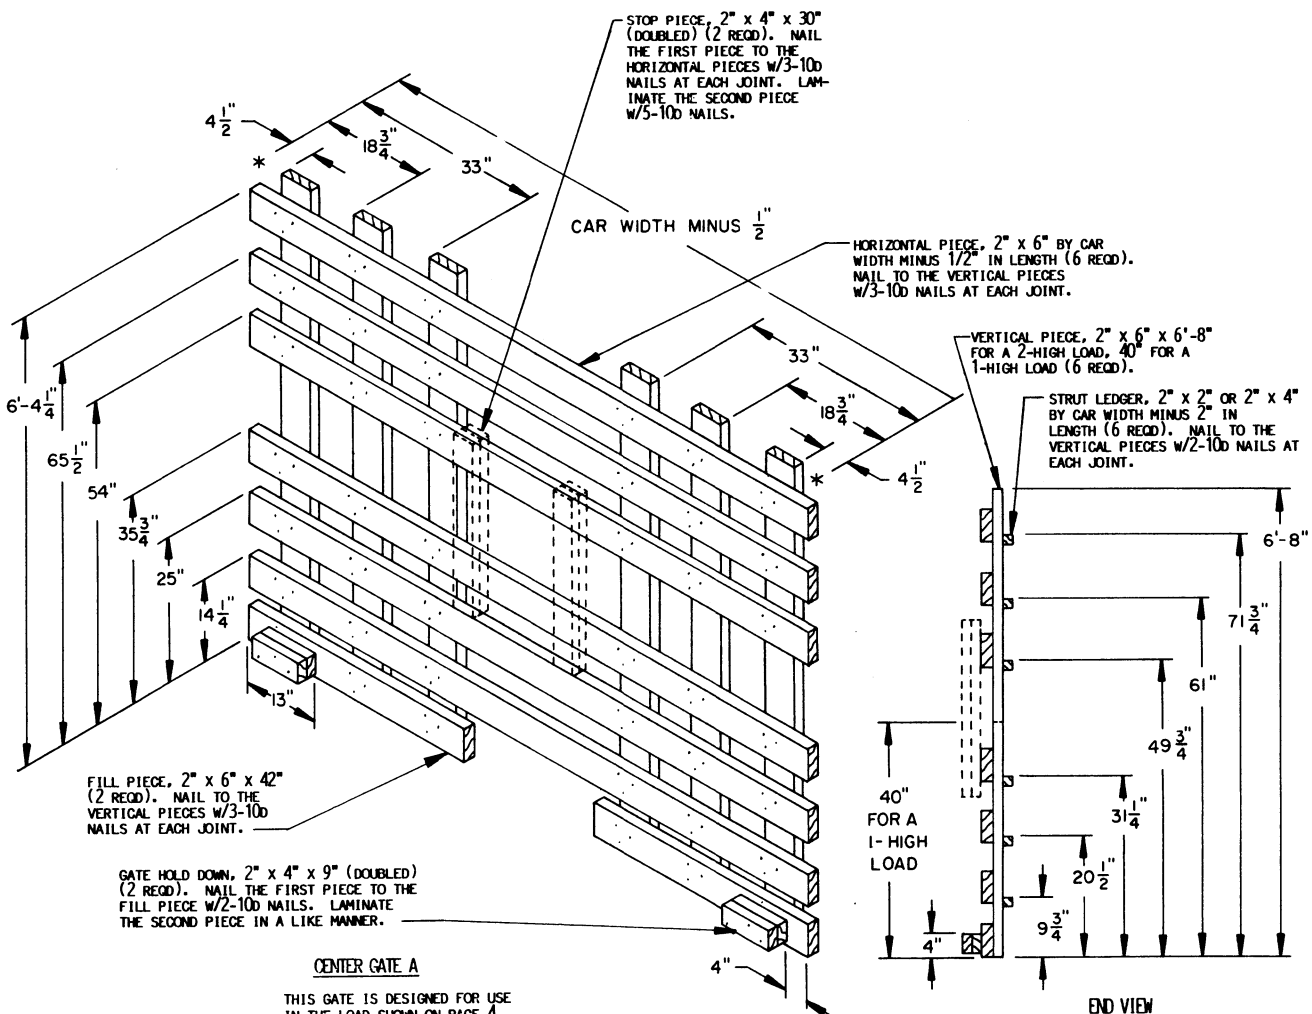 STOP PIECE, 2" x 4" x 30"
(DOUBLED) (2 REQD). NAIL
THE FIRST PIECE TO THE
HORIZONTAL PIECES W/3-10D
NAILS AT EACH JOINT. LAM-
INATE THE SECOND PIECE
W/5-10D NAILS.
4 1/2"
*
18 3/4"
33"
CAR WIDTH MINUS 1/2"
HORIZONTAL PIECE, 2" X 6" BY CAR
WIDTH MINUS 1/2" IN LENGTH (6 REQD).
NAIL TO THE VERTICAL PIECES
W/3-10D NAILS AT EACH JOINT.
VERTICAL PIECE, 2" x 6" x 6'-8"
FOR A 2-HIGH LOAD, 40" FOR A
1-HIGH LOAD (6 REQD).
STRUT LEDGER, 2" x 2" OR 2" x 4"
BY CAR WIDTH MINUS 2" IN
LENGTH (6 REQD). NAIL TO THE
VERTICAL PIECES W/2-10D NAILS AT
EACH JOINT.
33"
18 3/4"
*
4 1/2"
6'-4 1/4"
65 1/2"
54"
35 3/4"
25"
14 1/4"
13"
6'-8"
71 3/4"
61"
49 3/4"
31 1/4"
20 1/2"
9 3/4"
40"
FOR A
1-HIGH
LOAD
4"
FILL PIECE, 2" x 6" x 42"
(2 REQD). NAIL TO THE
VERTICAL PIECES W/3-10D
NAILS AT EACH JOINT.
GATE HOLD DOWN, 2" x 4" x 9" (DOUBLED)
(2 REQD). NAIL THE FIRST PIECE TO THE
FILL PIECE W/2-10D NAILS. LAMINATE
THE SECOND PIECE IN A LIKE MANNER.
4"
CENTER GATE A
THIS GATE IS DESIGNED FOR USE
IN THE LOAD SHOWN ON PAGE 4
END VIEW